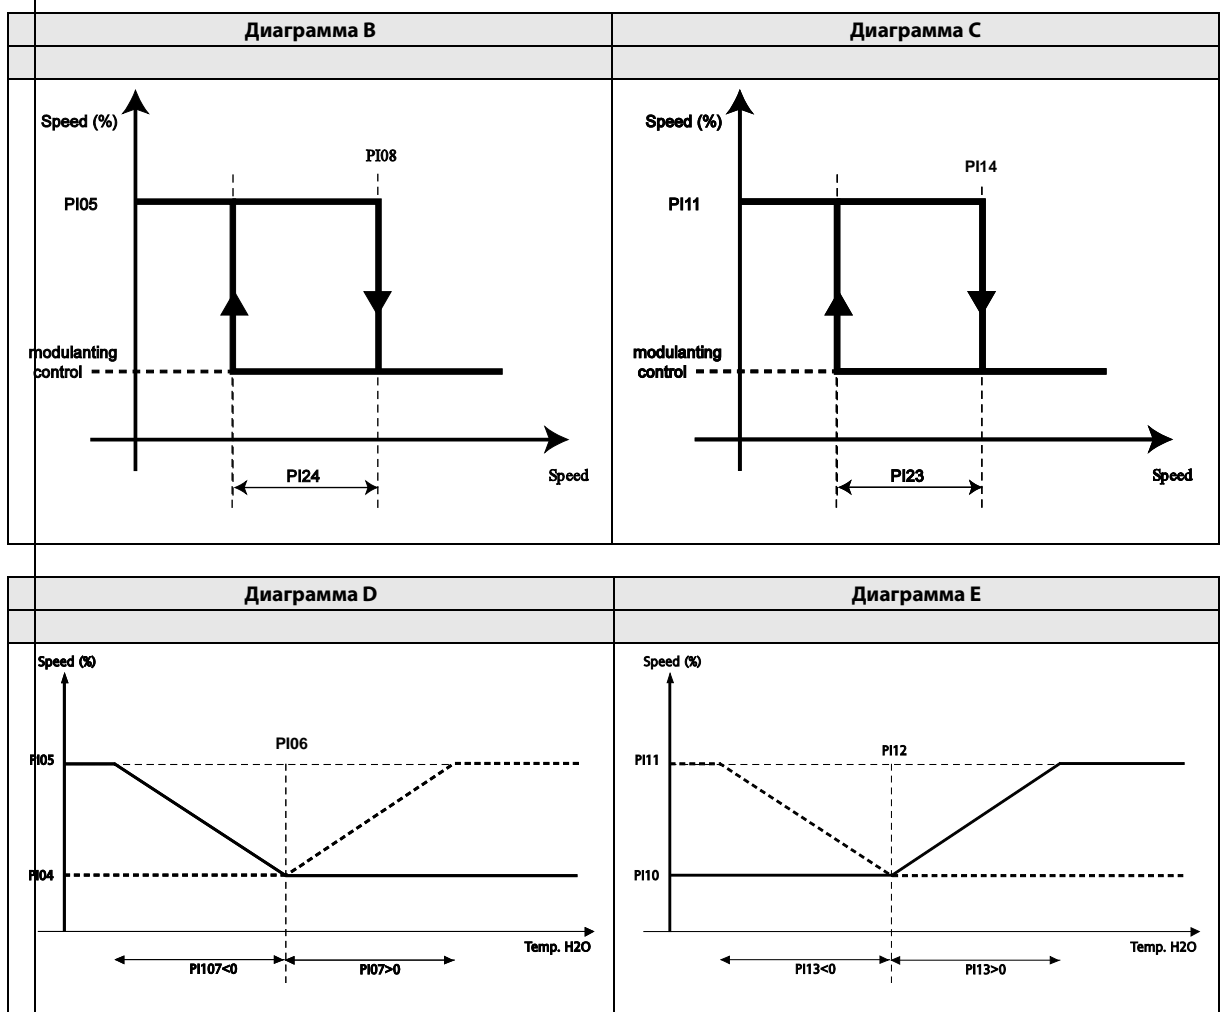 Диаграмма B
Диаграмма C
Speed (%)
PI08
PI05
modulanting
control
PI24
Speed
Speed (%)
PI14
PI11
modulanting
control
PI23
Speed
Диаграмма D
Диаграмма E
Speed (%)
PI06
PI05
PI04
Temp. H2O
PI107<0
PI07>0
Speed (%)
PI12
PI11
PI10
Temp. H2O
PI13<0
PI13>0